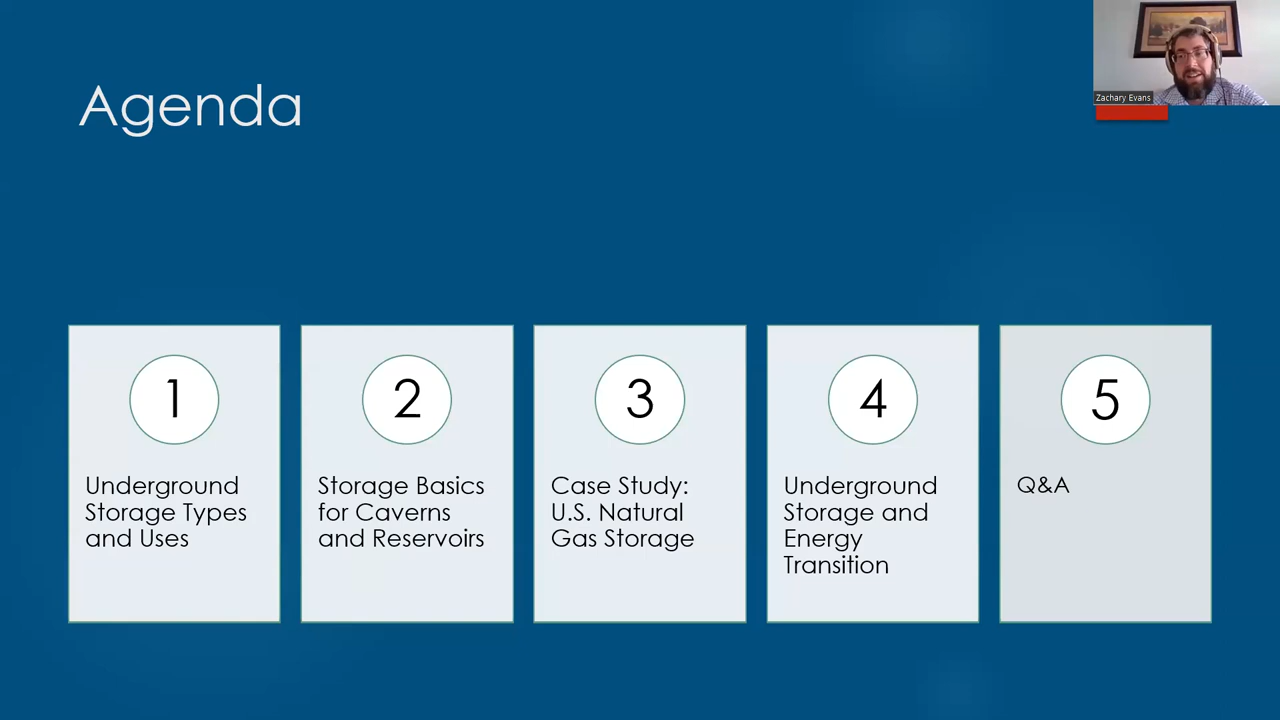 Agenda
Zachary Evans
1
Underground
Storage Types
and Uses
2
Storage Basics
for Caverns
and Reservoirs
3
Case Study:
U.S. Natural
Gas Storage
4
Underground
Storage and
Energy
Transition
5
Q&A